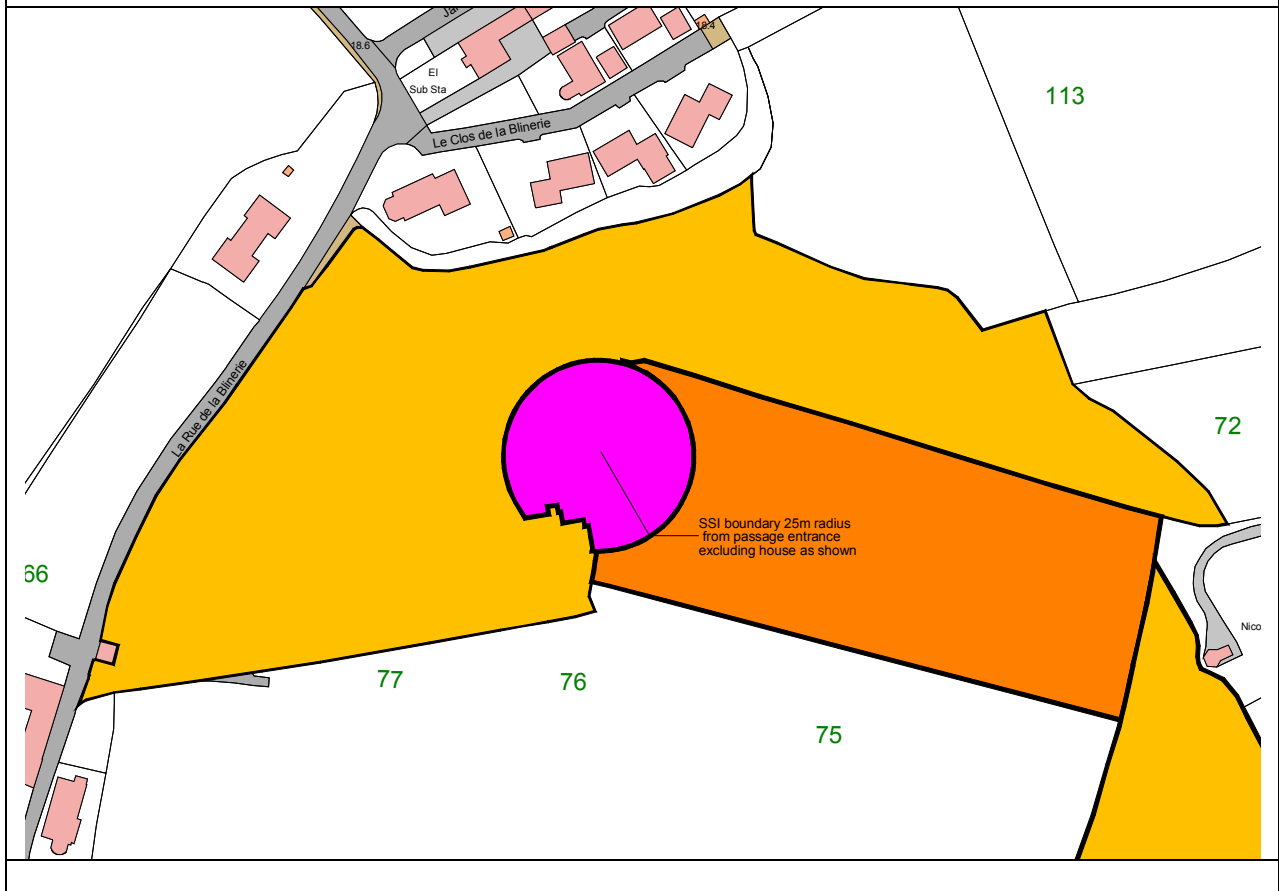 18.6
El
Sub Sta
18.4
Le Clos de la Blinerie
113
La Rue de la Blinerie
72
SSI boundary 25m radius
from passage entrance
excluding house as shown
66
Nico
77
76
75